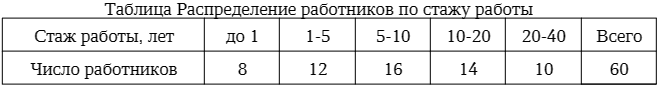 Таблица Распределение работников по стажу работы
Стаж работы, лет до 1 1-5 5-10 10-20 20-40 Всего
Число работников 8 12 16 14 10 60